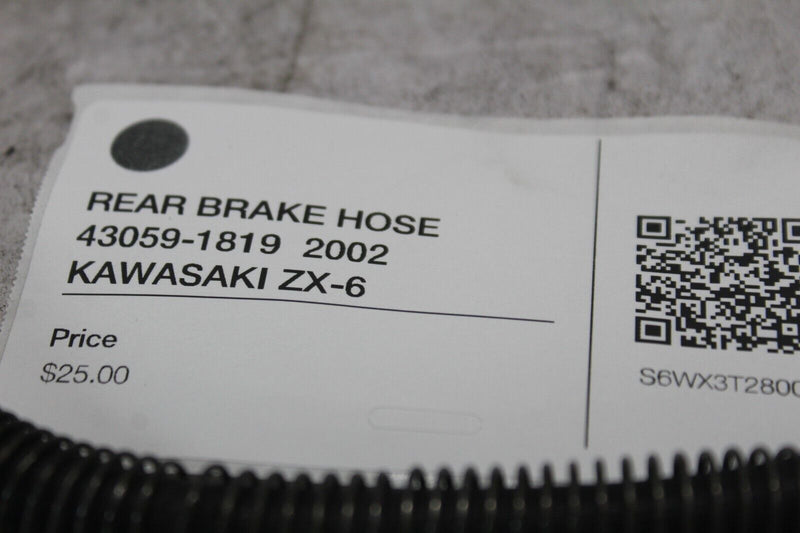 REAR BRAKE HOSE
43059-1819 2002
KAWASAKI ZX-6
Price
$25.00
S6WX3T2800